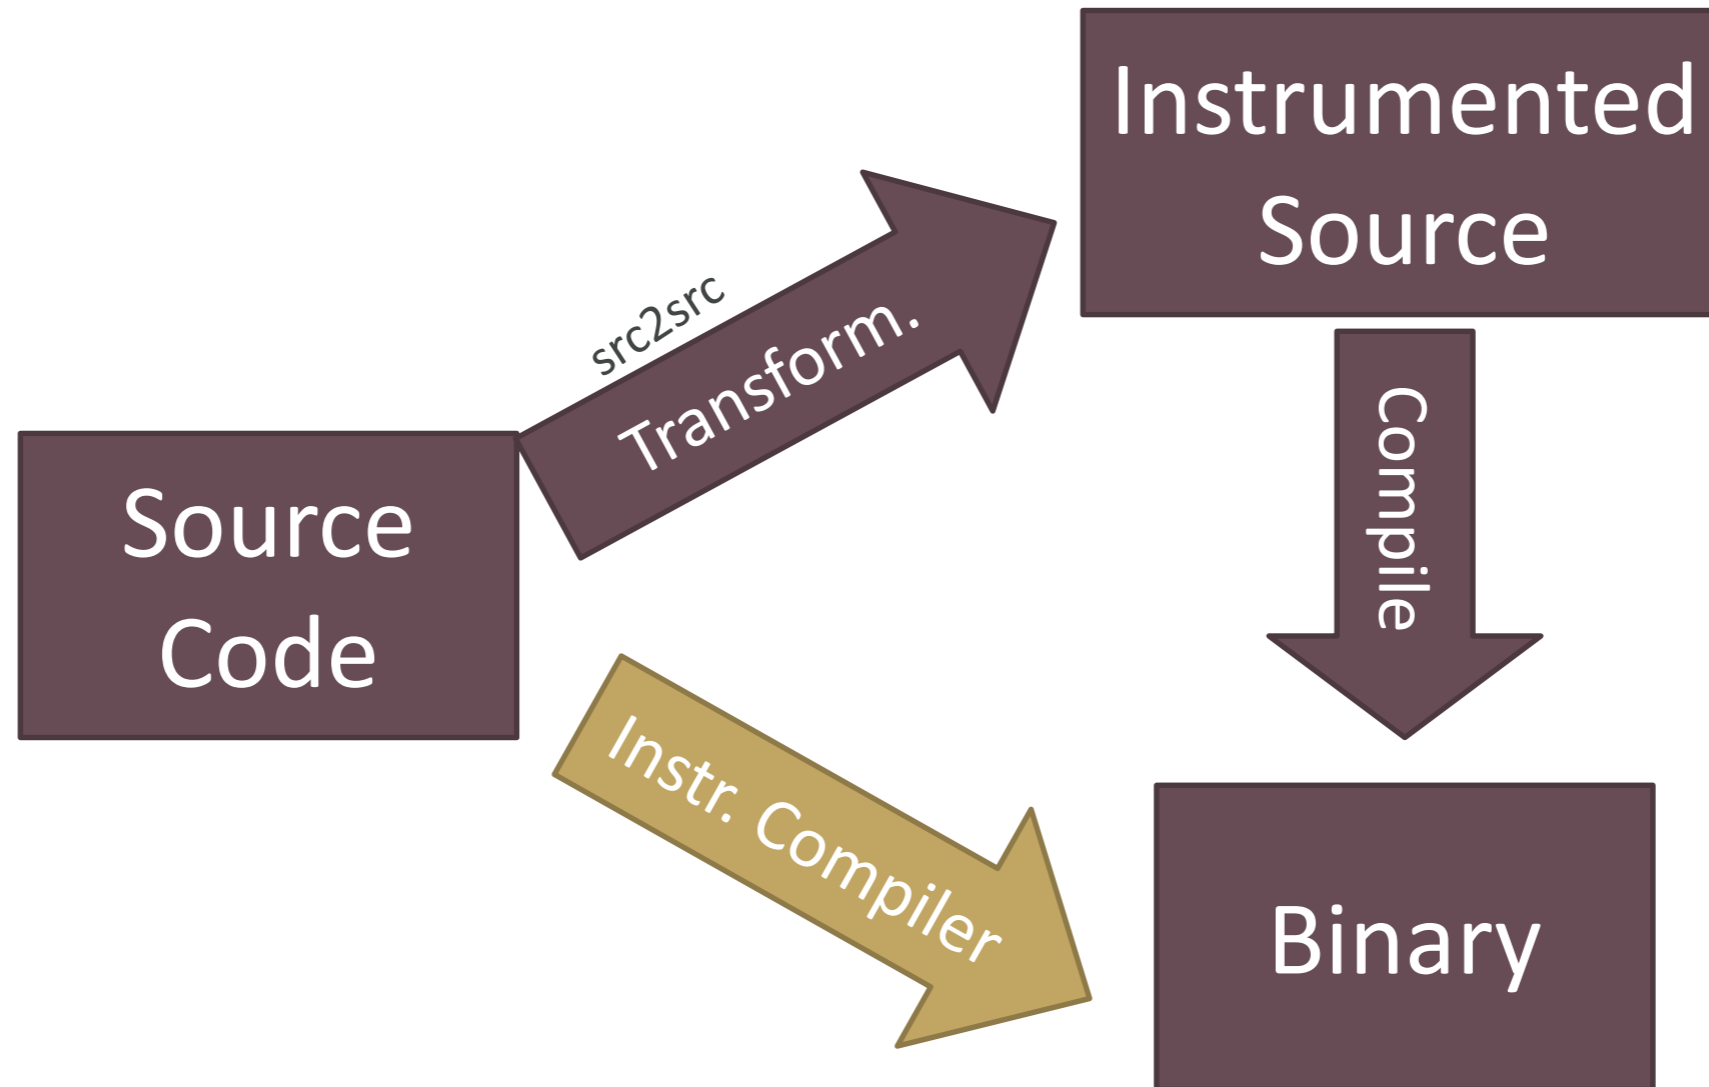 Instrumented
Source
src2src
Transform.
Compile
Source
Code
Instr. Compiler
Binary